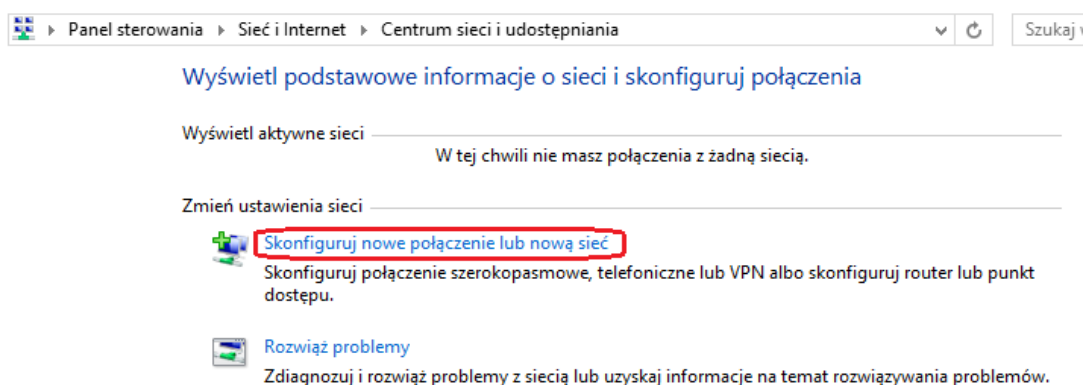 Panel sterowania Sieć i Internet Centrum sieci i udostępniania Szukaj
Wyświetl podstawowe informacje o sieci i skonfiguruj połączenia
Wyświetl aktywne sieci
W tej chwili nie masz połączenia z żadną siecią.
Zmień ustawienia sieci
Skonfiguruj nowe połączenie lub nową sieć
Skonfiguruj połączenie szerokopasmowe, telefoniczne lub VPN albo skonfiguruj router lub punkt
dostępu.
Rozwiąż problemy
Zdiagnozuj i rozwiąż problemy z siecią lub uzyskaj informacje na temat rozwiązywania problemów.